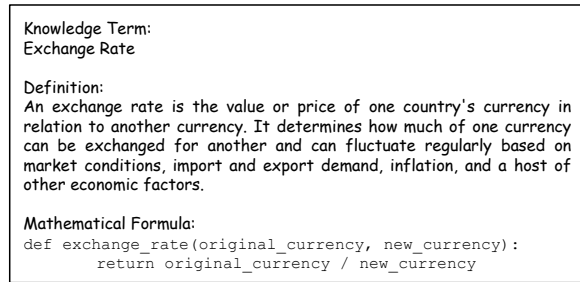 Knowledge Term:
Exchange Rate
Definition:
An exchange rate is the value or price of one country's currency in
relation to another currency. It determines how much of one currency
can be exchanged for another and can fluctuate regularly based on
market conditions, import and export demand, inflation, and a host of
other economic factors.
Mathematical Formula:
def exchange_rate(original_currency, new_currency):
return original_currency / new_currency